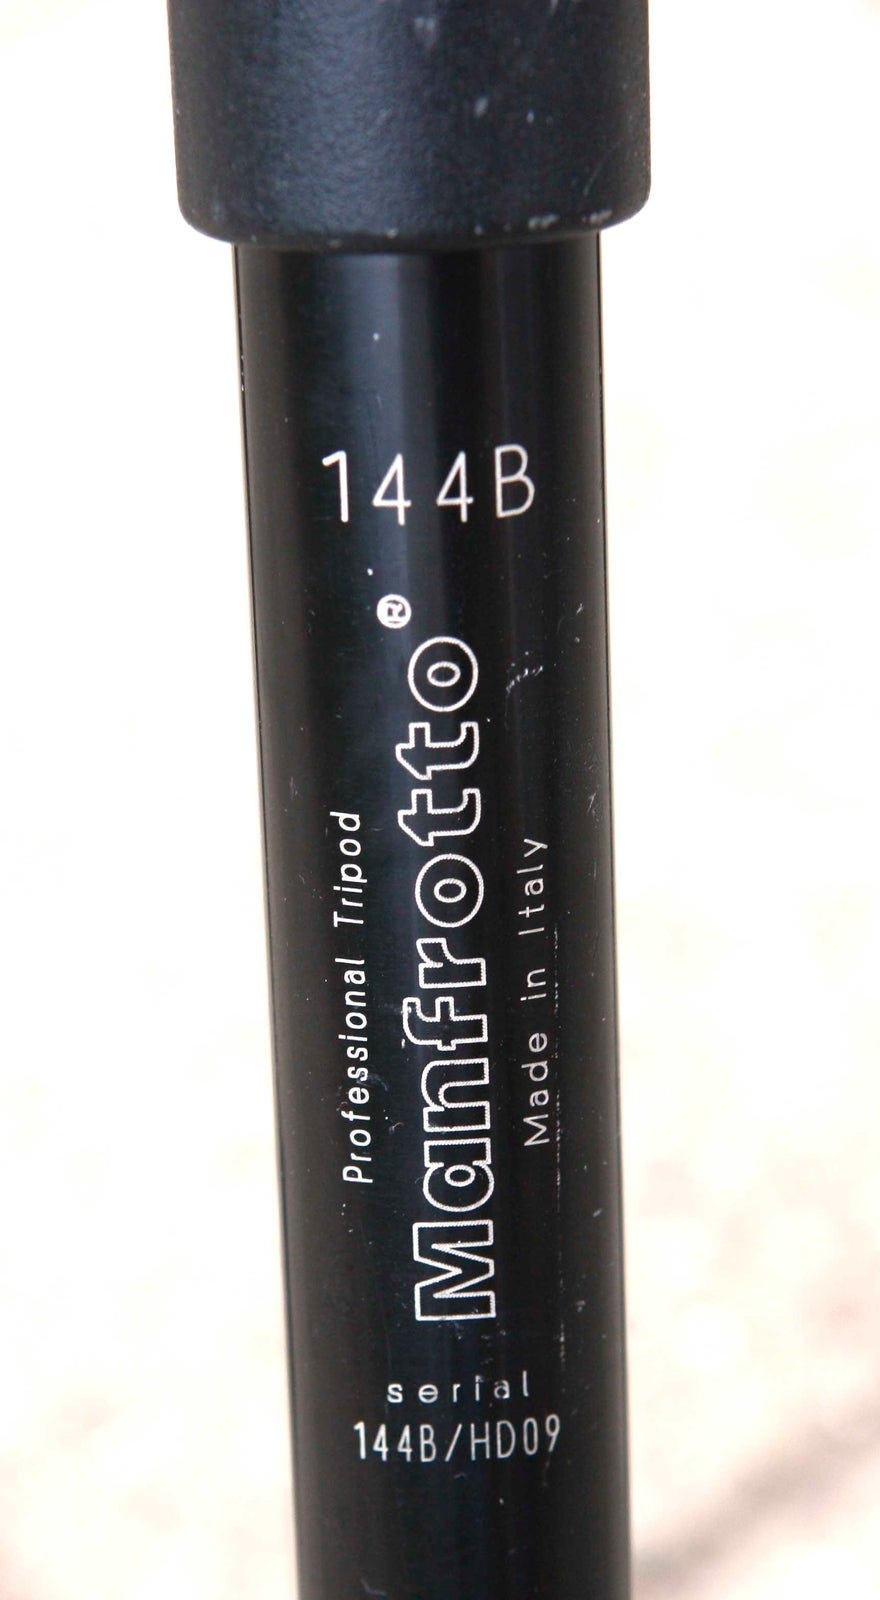 144B
Professional Tripod
Manfrotto®
Made in Italy
serial
144B/HD09